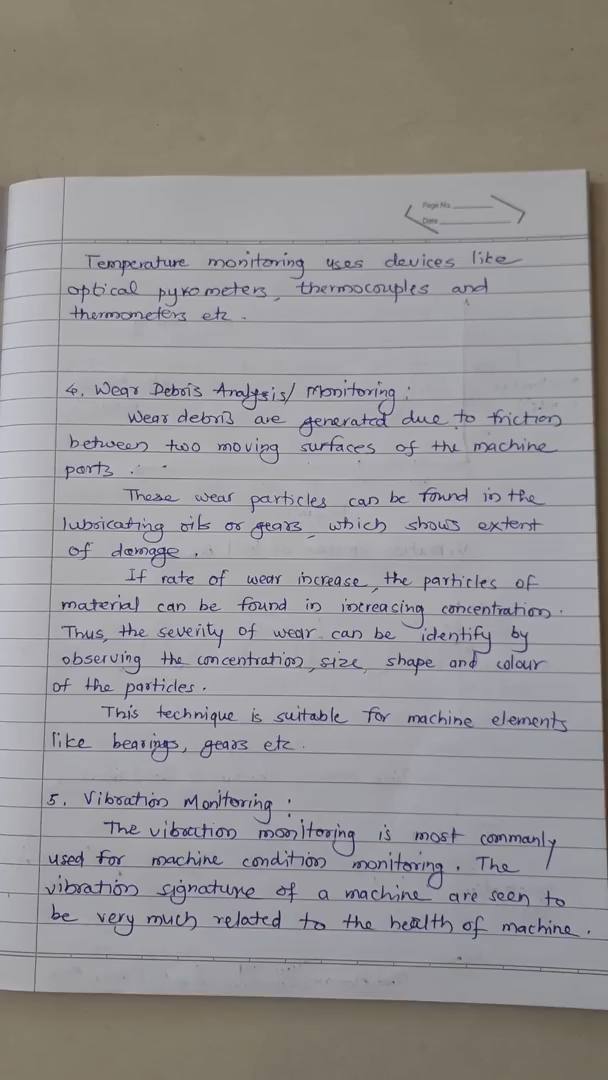 Page No.
Date
Temperature monitoring uses devices like
optical pyrometers, thermocouples and
thermometers etc.
4. Wear Debris Analysis/ Monitoring:
Wear debris are generated due to friction
between two moving surfaces of the machine
parts.
These wear particles can be found in the
lubricating oils or gears, which shows extent
of damage.
If rate of wear increase, the particles of
material can be found in increasing concentration.
Thus, the severity of wear can be identify by
observing the concentration, size, shape and colour
of the particles.
This technique is suitable for machine elements
like bearings, gears etc.
5. Vibration Monitoring:
The vibration monitoring is most commanly
used for machine condition monitoring. The
vibration signature of a machine are seen to
be very much related to the health of machine.